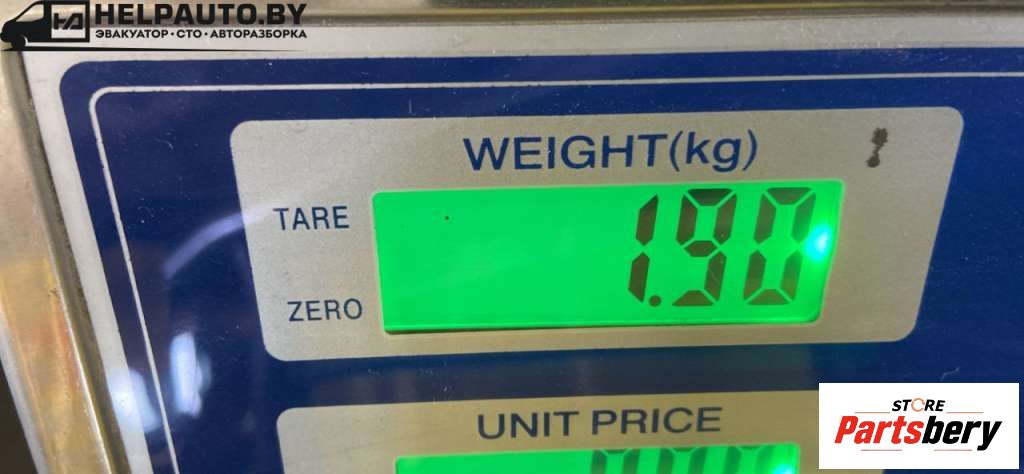 HELPAUTO.BY
ЭВАКУАТОР•СТО•АВТОРАЗБОРКА
WEIGHT(kg)
TARE
1.90
ZERO
UNIT PRICE
STORE
Partsbery